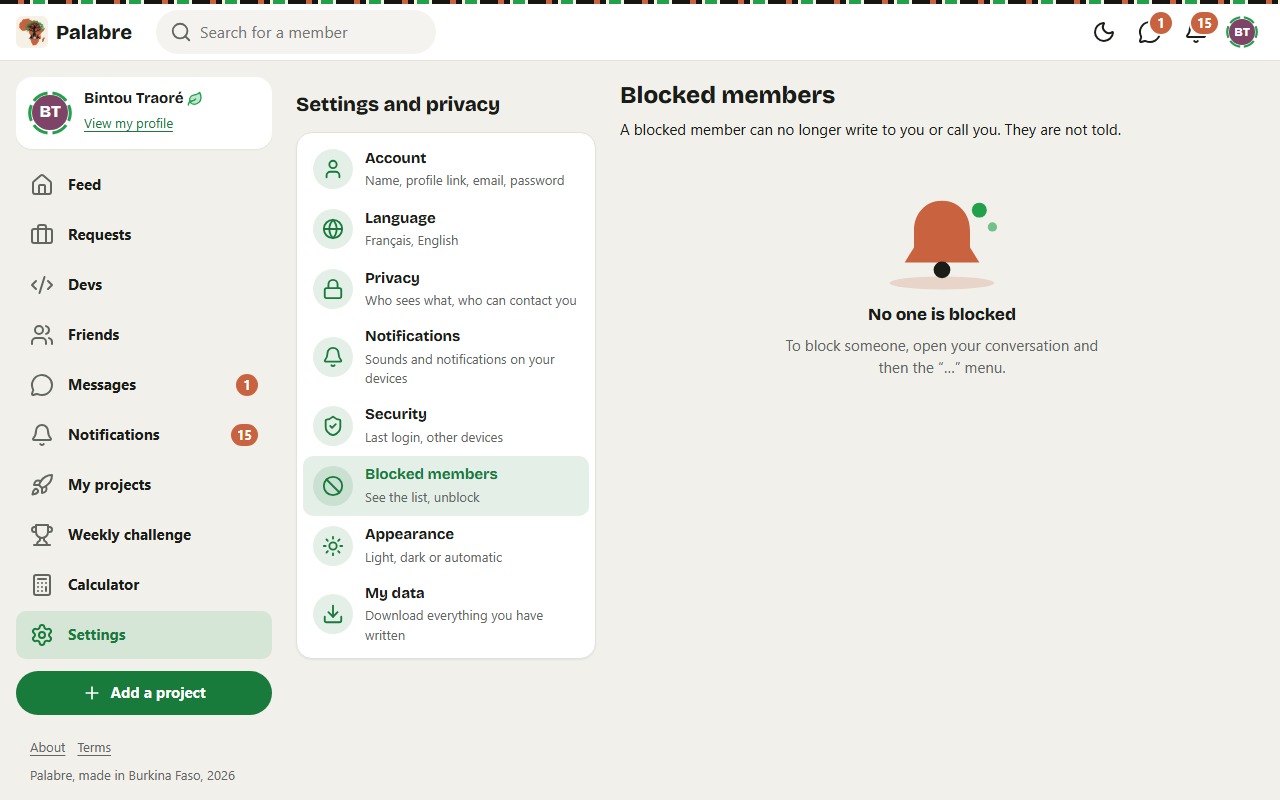 Palabre
Search for a member
1
15
BT
BT
Bintou Traoré
View my profile
Feed
Requests
Devs
Friends
Messages
1
Notifications
15
My projects
Weekly challenge
Calculator
Settings
Add a project
About Terms
Palabre, made in Burkina Faso, 2026
Settings and privacy
Account
Name, profile link, email, password
Language
Français, English
Privacy
Who sees what, who can contact you
Notifications
Sounds and notifications on your
devices
Security
Last login, other devices
Blocked members
See the list, unblock
Appearance
Light, dark or automatic
My data
Download everything you have
written
Blocked members
A blocked member can no longer write to you or call you. They are not told.
No one is blocked
To block someone, open your conversation and
then the “…” menu.